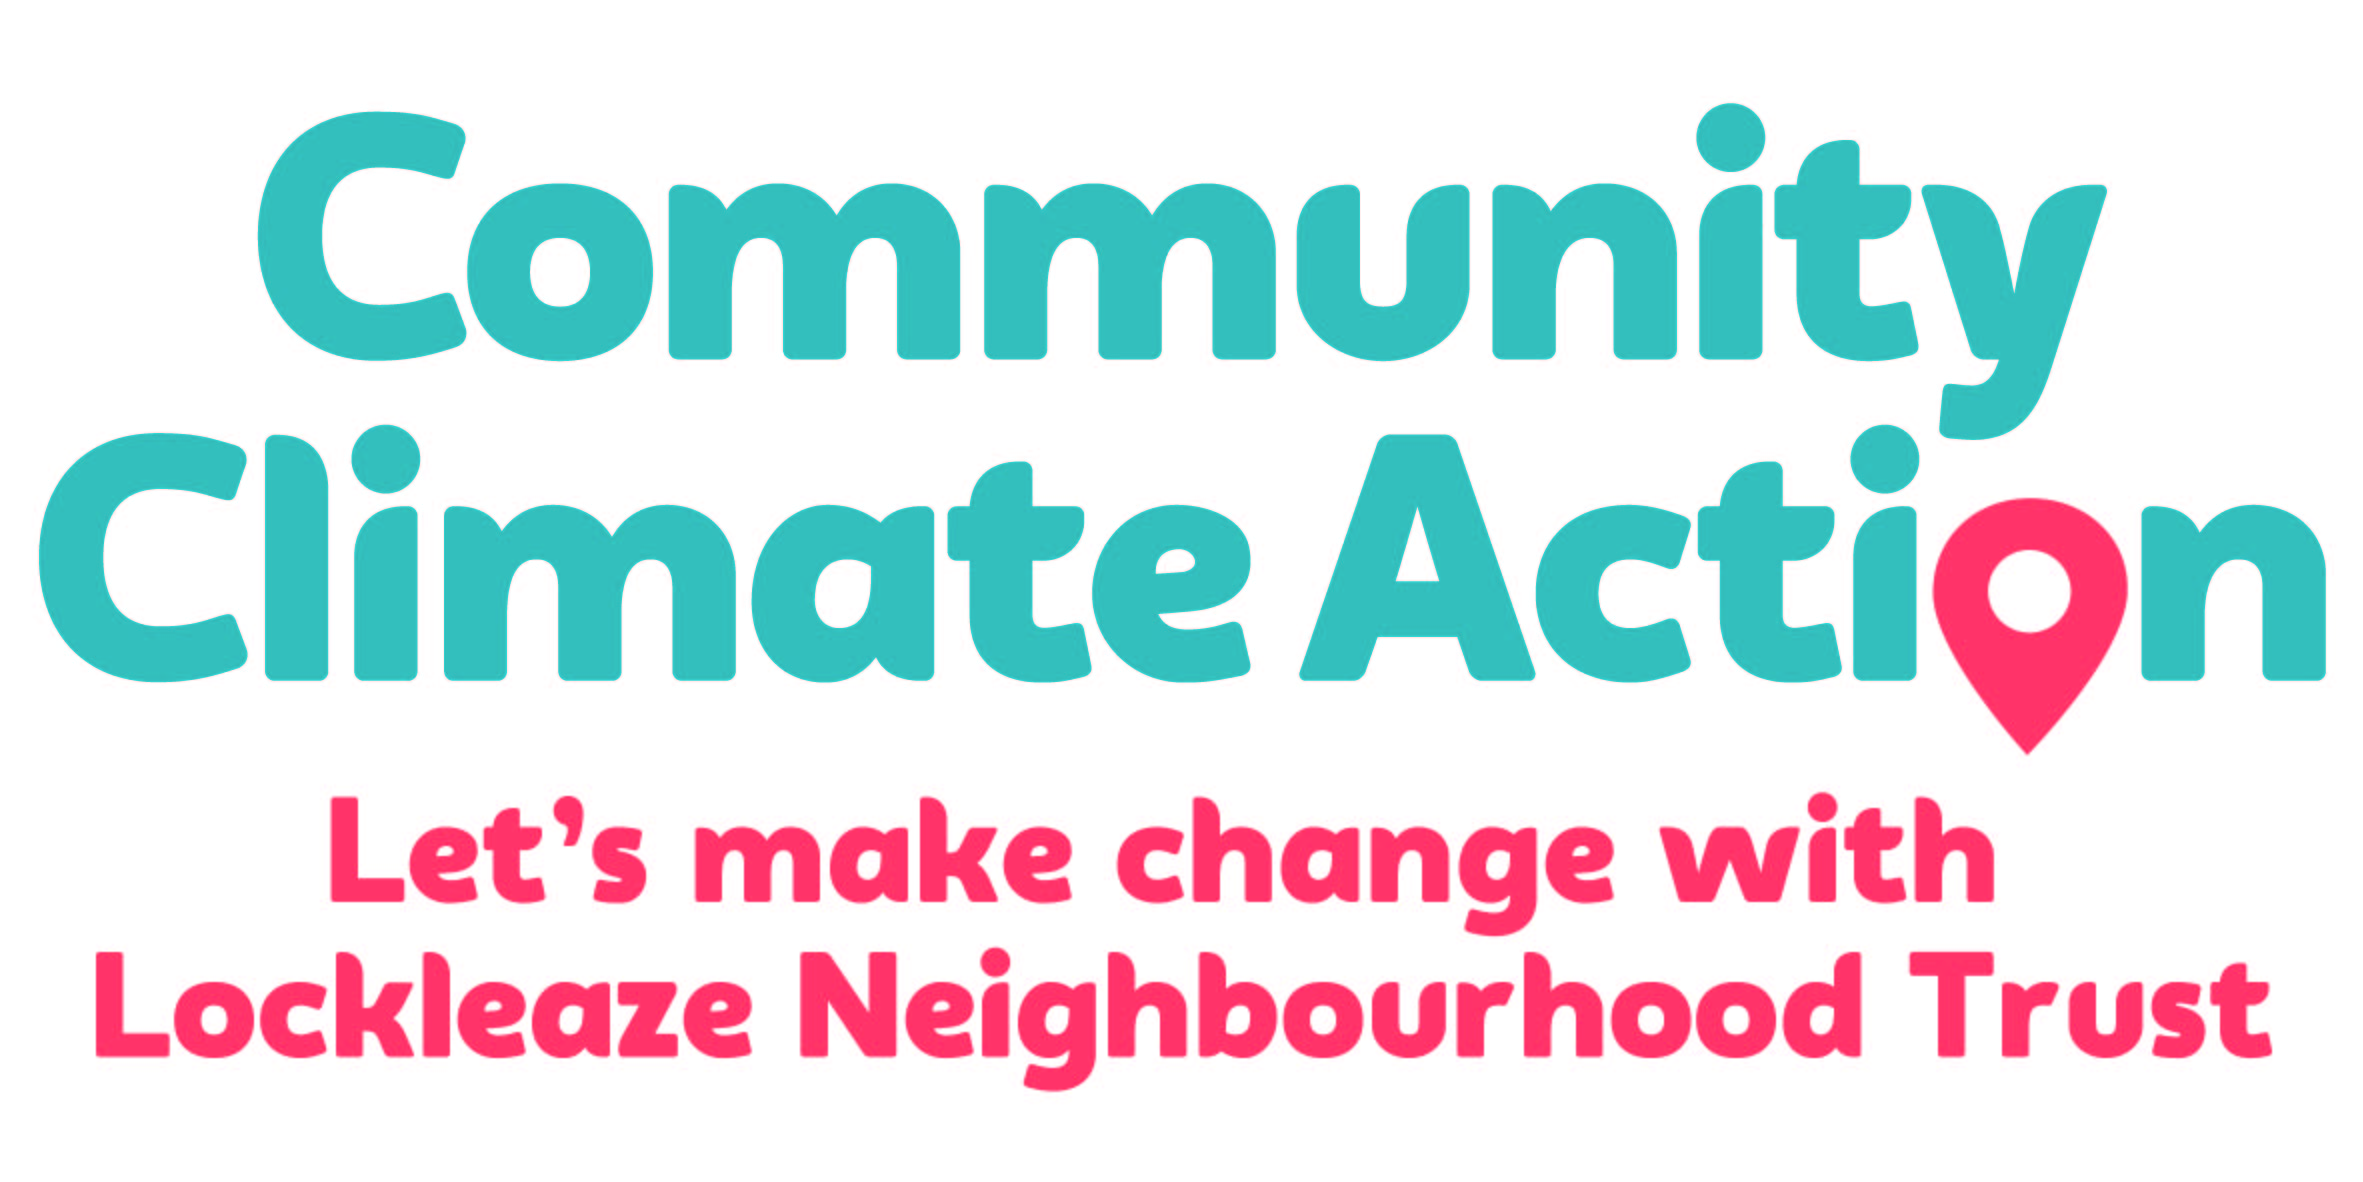 Community
Climate Action
Let’s make change with
Lockleaze Neighbourhood Trust